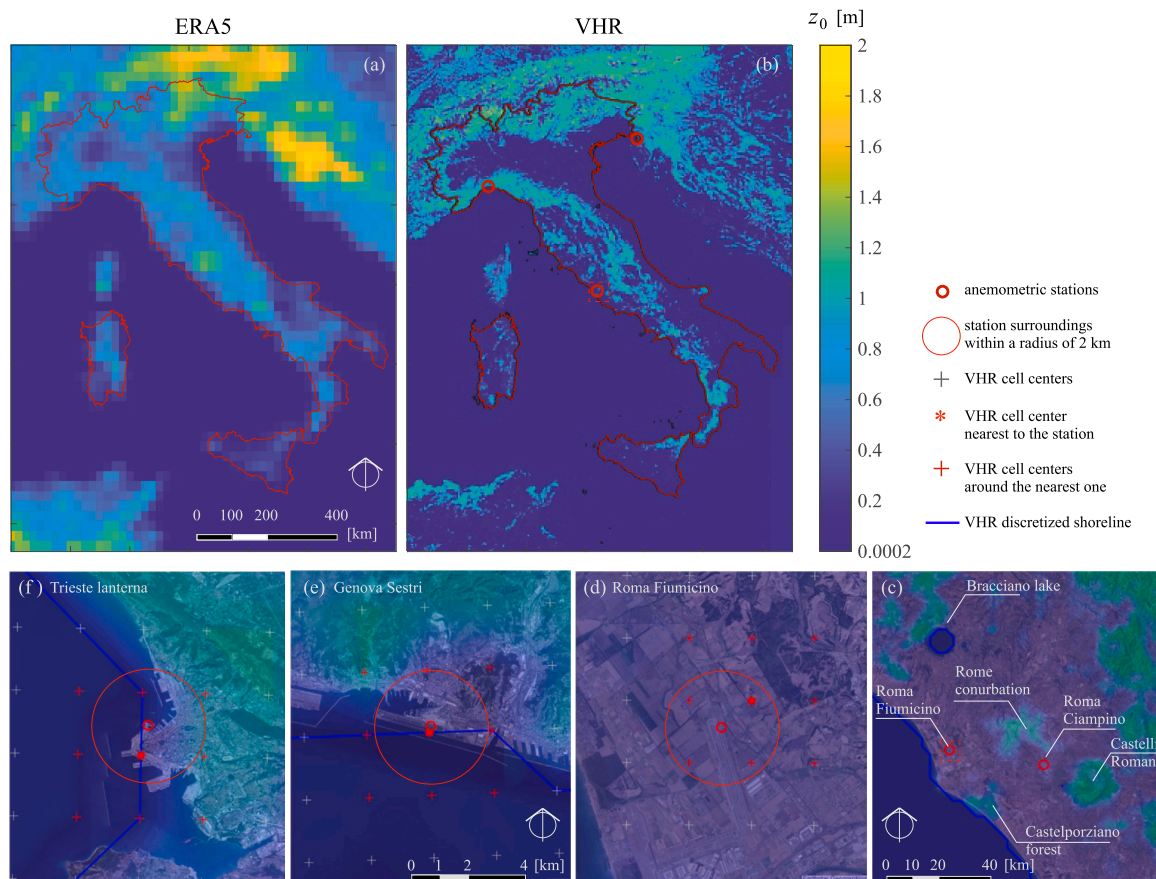 ERA5
VHR
z0 [m]
(a)
(b)
2
1.8
1.6
1.4
1.2
1
0.8
0.6
0.4
0.2
0.0002
0
100
200
400
[km]
anemometric stations
station surroundings
within a radius of 2 km
VHR cell centers
VHR cell center
nearest to the station
VHR cell centers
around the nearest one
VHR discretized shoreline
(f) Trieste lanterna
(e) Genova Sestri
0 1 2 4 [km]
(d) Roma Fiumicino
(c)
Bracciano lake
Roma
Fiumicino
Rome
conurbation
Roma
Ciampino
Castelli
Roman
Castelporziano
forest
0 20 40 [km]